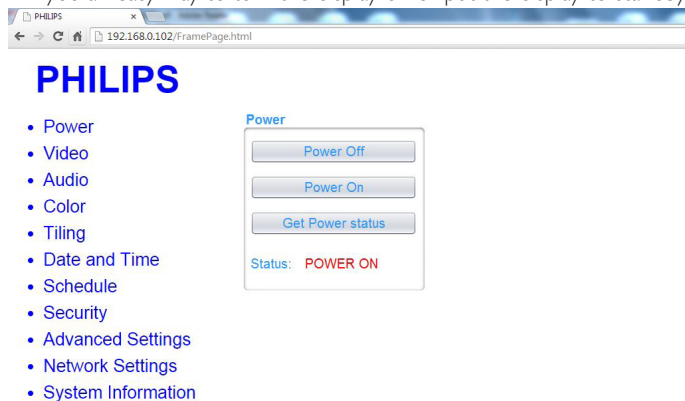 PHILIPS
192.168.0.102/FramePage.html
PHILIPS
Power
Video
Audio
Color
Tiling
Date and Time
Schedule
Security
Advanced Settings
Network Settings
System Information
Power
Power Off
Power On
Get Power status
Status: POWER ON